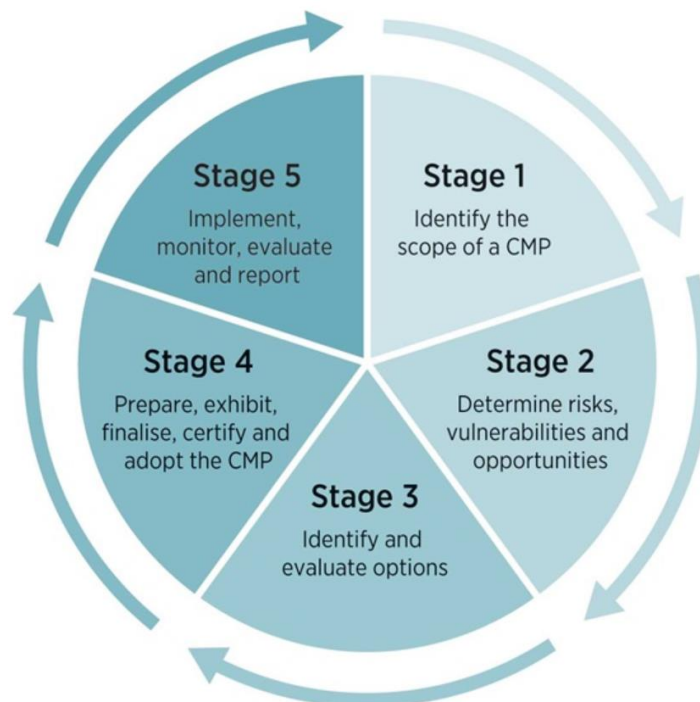 Stage 1
Identify the
scope of a CMP
Stage 2
Determine risks,
vulnerabilities and
opportunities
Stage 3
Identify and
evaluate options
Stage 4
Prepare, exhibit,
finalise, certify and
adopt the CMP
Stage 5
Implement,
monitor, evaluate
and report